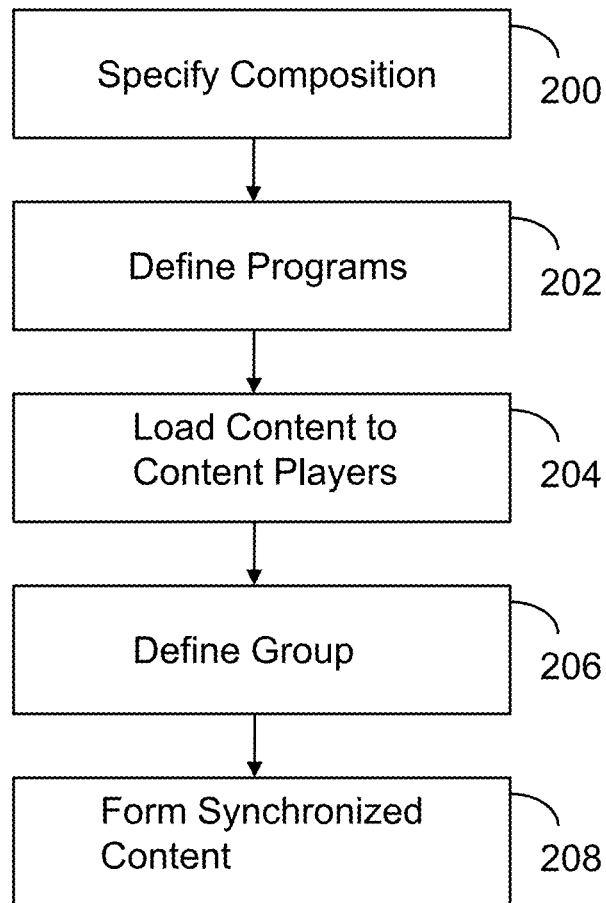 Specify Composition
200
Define Programs
202
Load Content to
Content Players
204
Define Group
206
Form Synchronized
Content
208